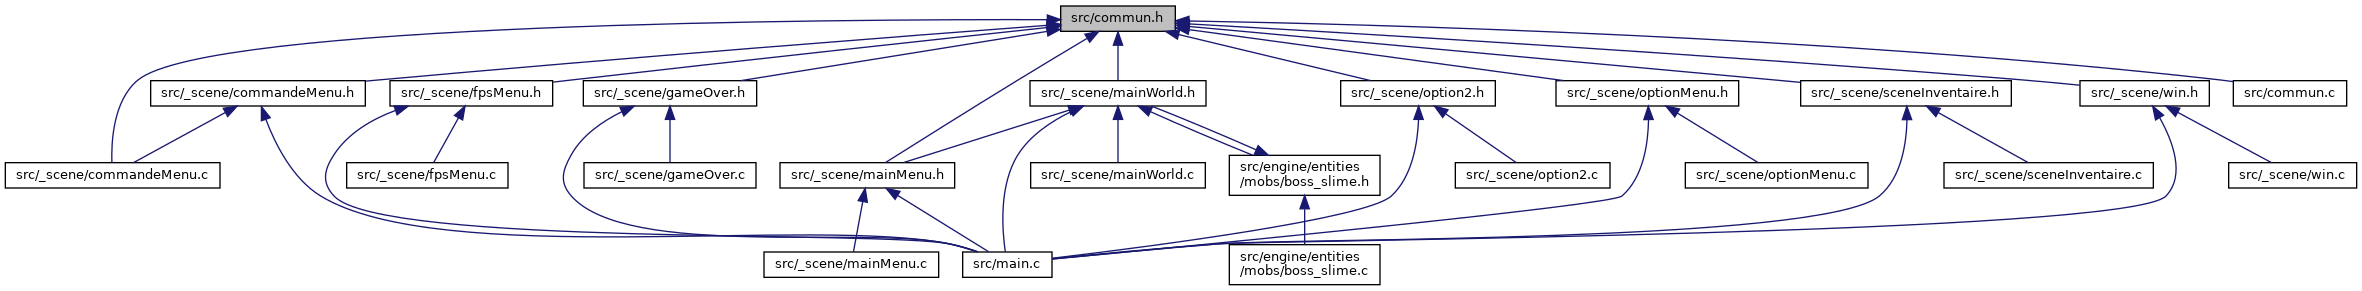 src/commun.h
src/_scene/commandeMenu.h
src/_scene/fpsMenu.h
src/_scene/gameOver.h
src/_scene/mainWorld.h
src/_scene/option2.h
src/_scene/optionMenu.h
src/_scene/sceneInventaire.h
src/_scene/win.h
src/commun.c
src/_scene/commandeMenu.c
src/_scene/fpsMenu.c
src/_scene/gameOver.c
src/_scene/mainMenu.h
src/_scene/mainWorld.c
src/engine/entities
/mobs/boss_slime.h
src/_scene/option2.c
src/_scene/optionMenu.c
src/_scene/sceneInventaire.c
src/_scene/win.c
src/_scene/mainMenu.c
src/main.c
src/engine/entities
/mobs/boss_slime.c